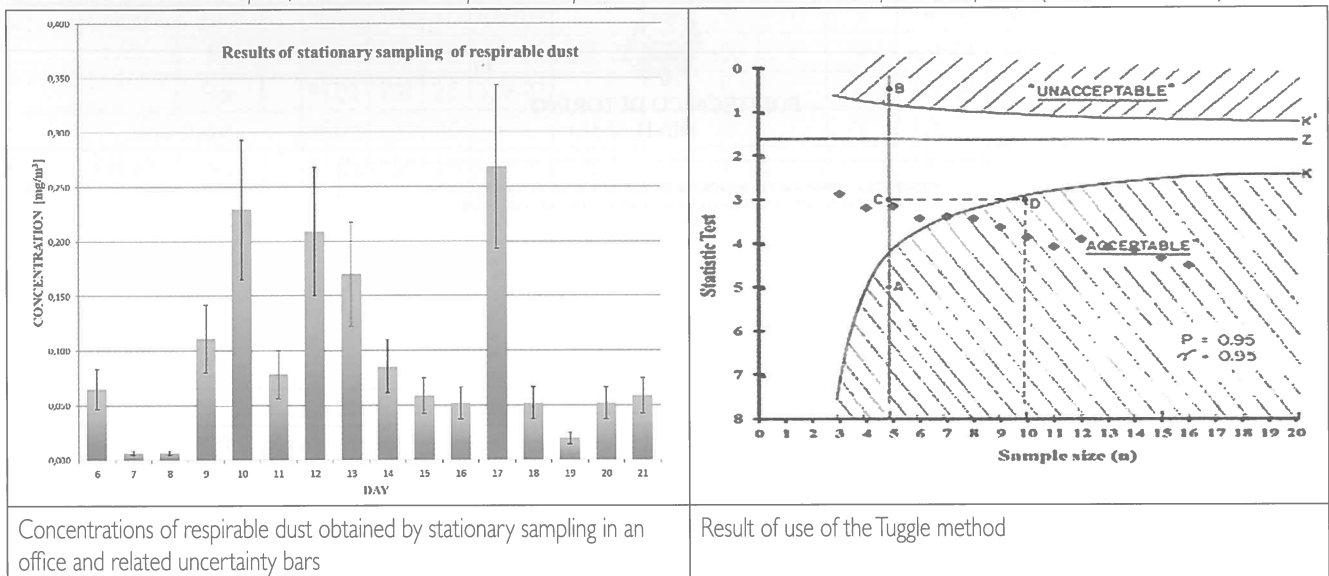 0,400
Results of stationary sampling of respirable dust
0,350
0,300
0,250
0,200
0,150
0,100
0,050
0,000
CONCENTRATION [mg/m³]
6 7 8 9 10 11 12 13 14 15 16 17 18 19 20 21
DAY
0
1
2
3
4
5
6
7
8
Statistic Test
B
"UNACCEPTABLE"
K'
Z
K
C
D
ACCEPTABLE"
A
P = 0.95
γ = 0.95
0 1 2 3 4 5 6 7 8 9 10 11 12 13 14 15 16 17 18 19 20
Sample size (n)
Concentrations of respirable dust obtained by stationary sampling in an
office and related uncertainty bars
Result of use of the Tuggle method